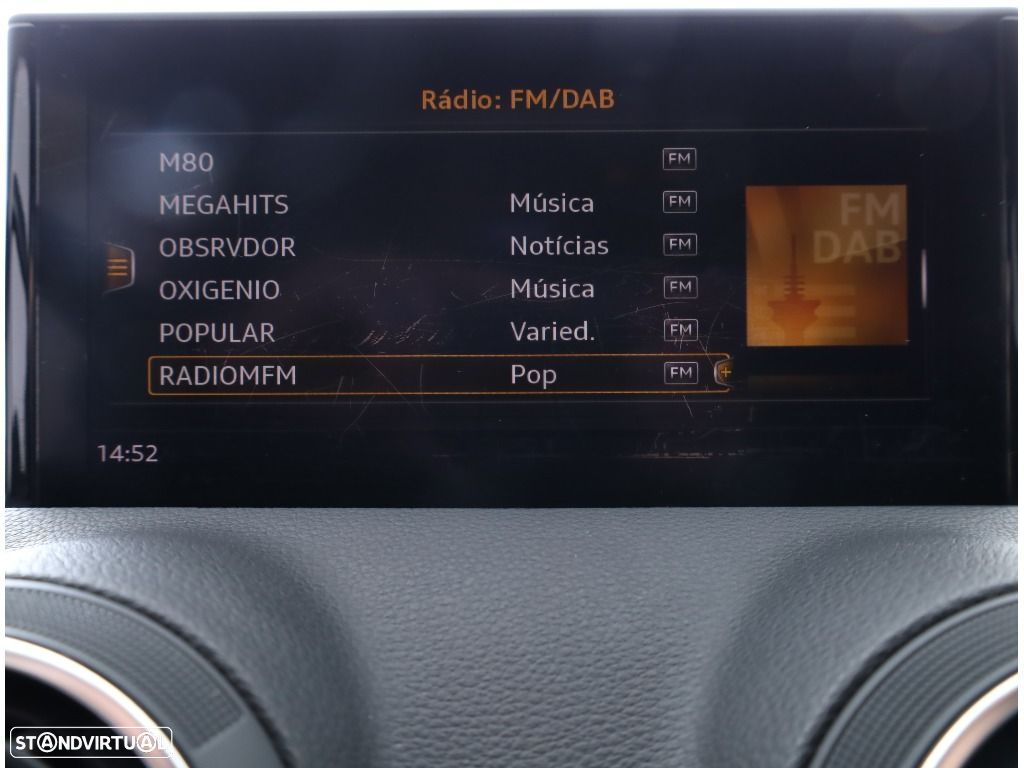 Rádio: FM/DAB
M80 FM
MEGAHITS Música FM
OBSRVDOR Notícias FM
OXIGENIO Música FM
POPULAR Varied. FM
RADIOMFM Pop FM
FM
DAB
14:52
STANDVIRTUAL